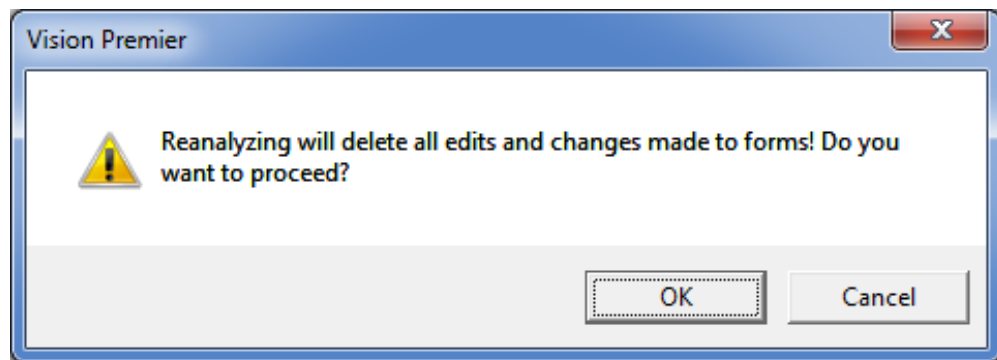 Vision Premier
Reanalyzing will delete all edits and changes made to forms! Do you
want to proceed?
OK
Cancel